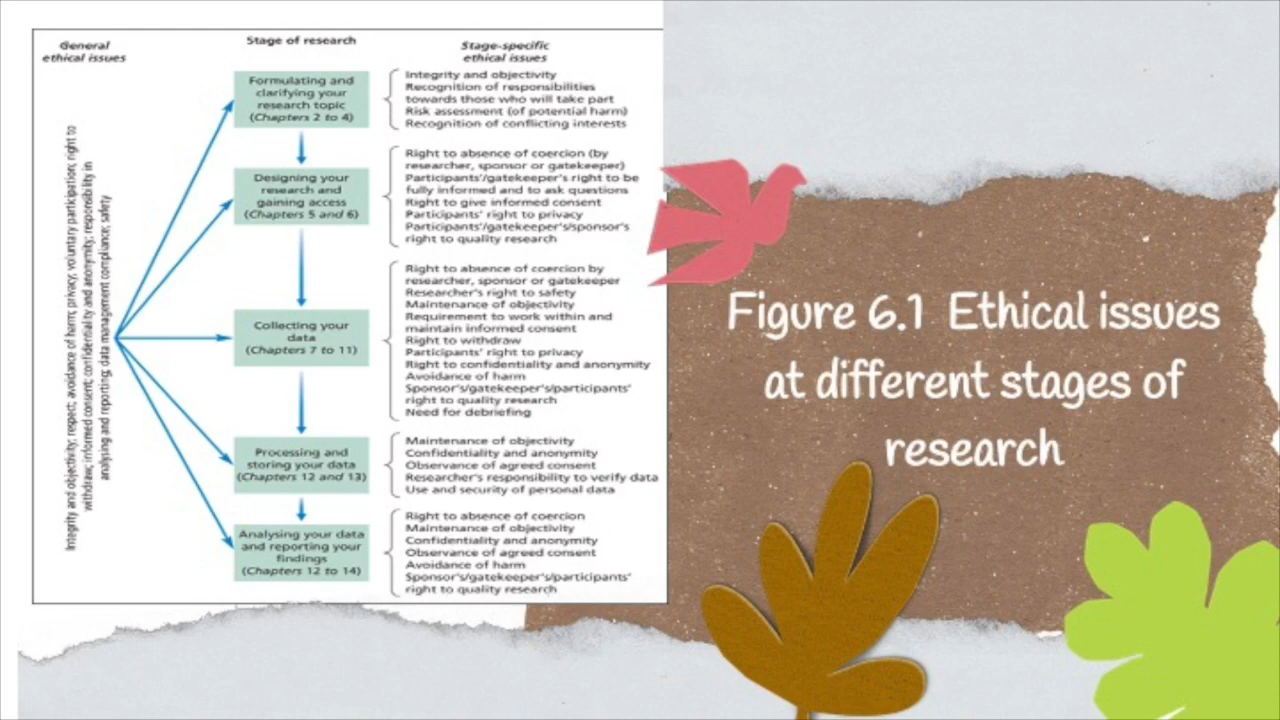 General
ethical issues
Stage of research
Stage-specific
ethical issues
Integrity and objectivity; respect; avoidance of harm; privacy; voluntary participation; right to
withdraw; informed consent; confidentiality and anonymity; responsibility in
analysing and reporting; data management compliance; safety
Formulating and
clarifying your
research topic
(Chapters 2 to 4)
Integrity and objectivity
Recognition of responsibilities
towards those who will take part
Risk assessment (of potential harm)
Recognition of conflicting interests
Designing your
research and
gaining access
(Chapters 5 and 6)
Right to absence of coercion (by
researcher, sponsor or gatekeeper)
Participants'/gatekeeper's right to be
fully informed and to ask questions
Right to give informed consent
Participants' right to privacy
Participants'/gatekeeper's/sponsor's
right to quality research
Collecting your
data
(Chapters 7 to 11)
Right to absence of coercion by
researcher, sponsor or gatekeeper
Researcher's right to safety
Maintenance of objectivity
Requirement to work within and
maintain informed consent
Right to withdraw
Participants' right to privacy
Right to confidentiality and anonymity
Avoidance of harm
Sponsor's/gatekeeper's/participants'
right to quality research
Need for debriefing
Processing and
storing your data
(Chapters 12 and 13)
Maintenance of objectivity
Confidentiality and anonymity
Observance of agreed consent
Researcher's responsibility to verify data
Use and security of personal data
Analysing your data
and reporting your
findings
(Chapters 12 to 14)
Right to absence of coercion
Maintenance of objectivity
Confidentiality and anonymity
Observance of agreed consent
Avoidance of harm
Sponsor's/gatekeeper's/participants'
right to quality research
Figure 6.1 Ethical issues
at different stages of
research